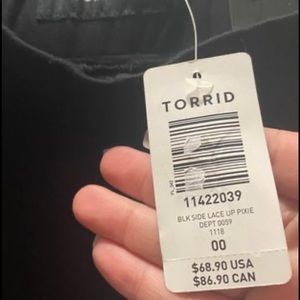 TORRID
11422039
BLK SIDE LACE UP PIXIE
DEPT 0059
1118
00
$68.90 USA
$86.90 CAN